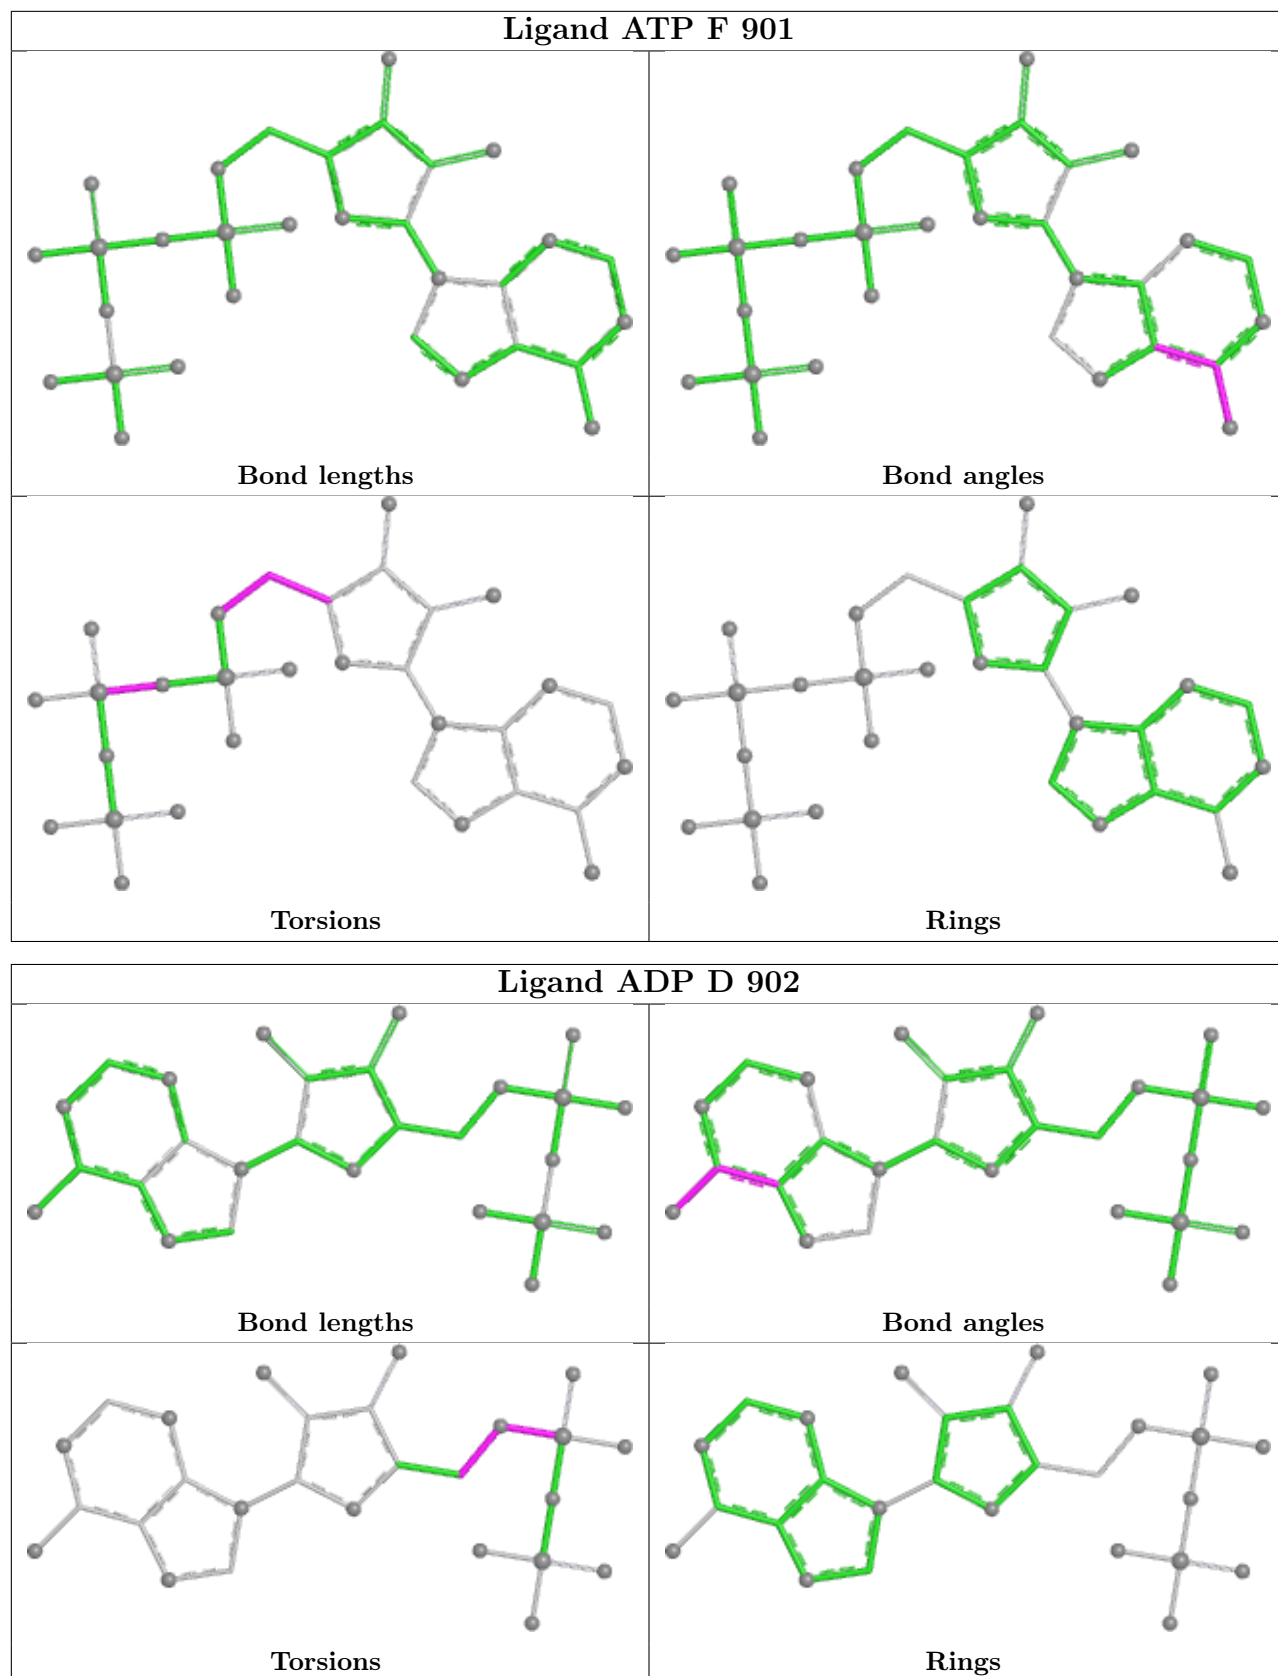 Ligand ATP F 901
Bond lengths
Bond angles
Torsions
Rings
Ligand ADP D 902
Bond lengths
Bond angles
Torsions
Rings